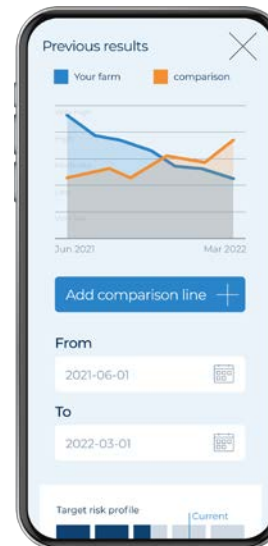 Previous results
Your farm
comparison
Jun 2021
Mar 2022
Add comparison line
From
2021-06-01
To
2022-03-01
Target risk profile
Current